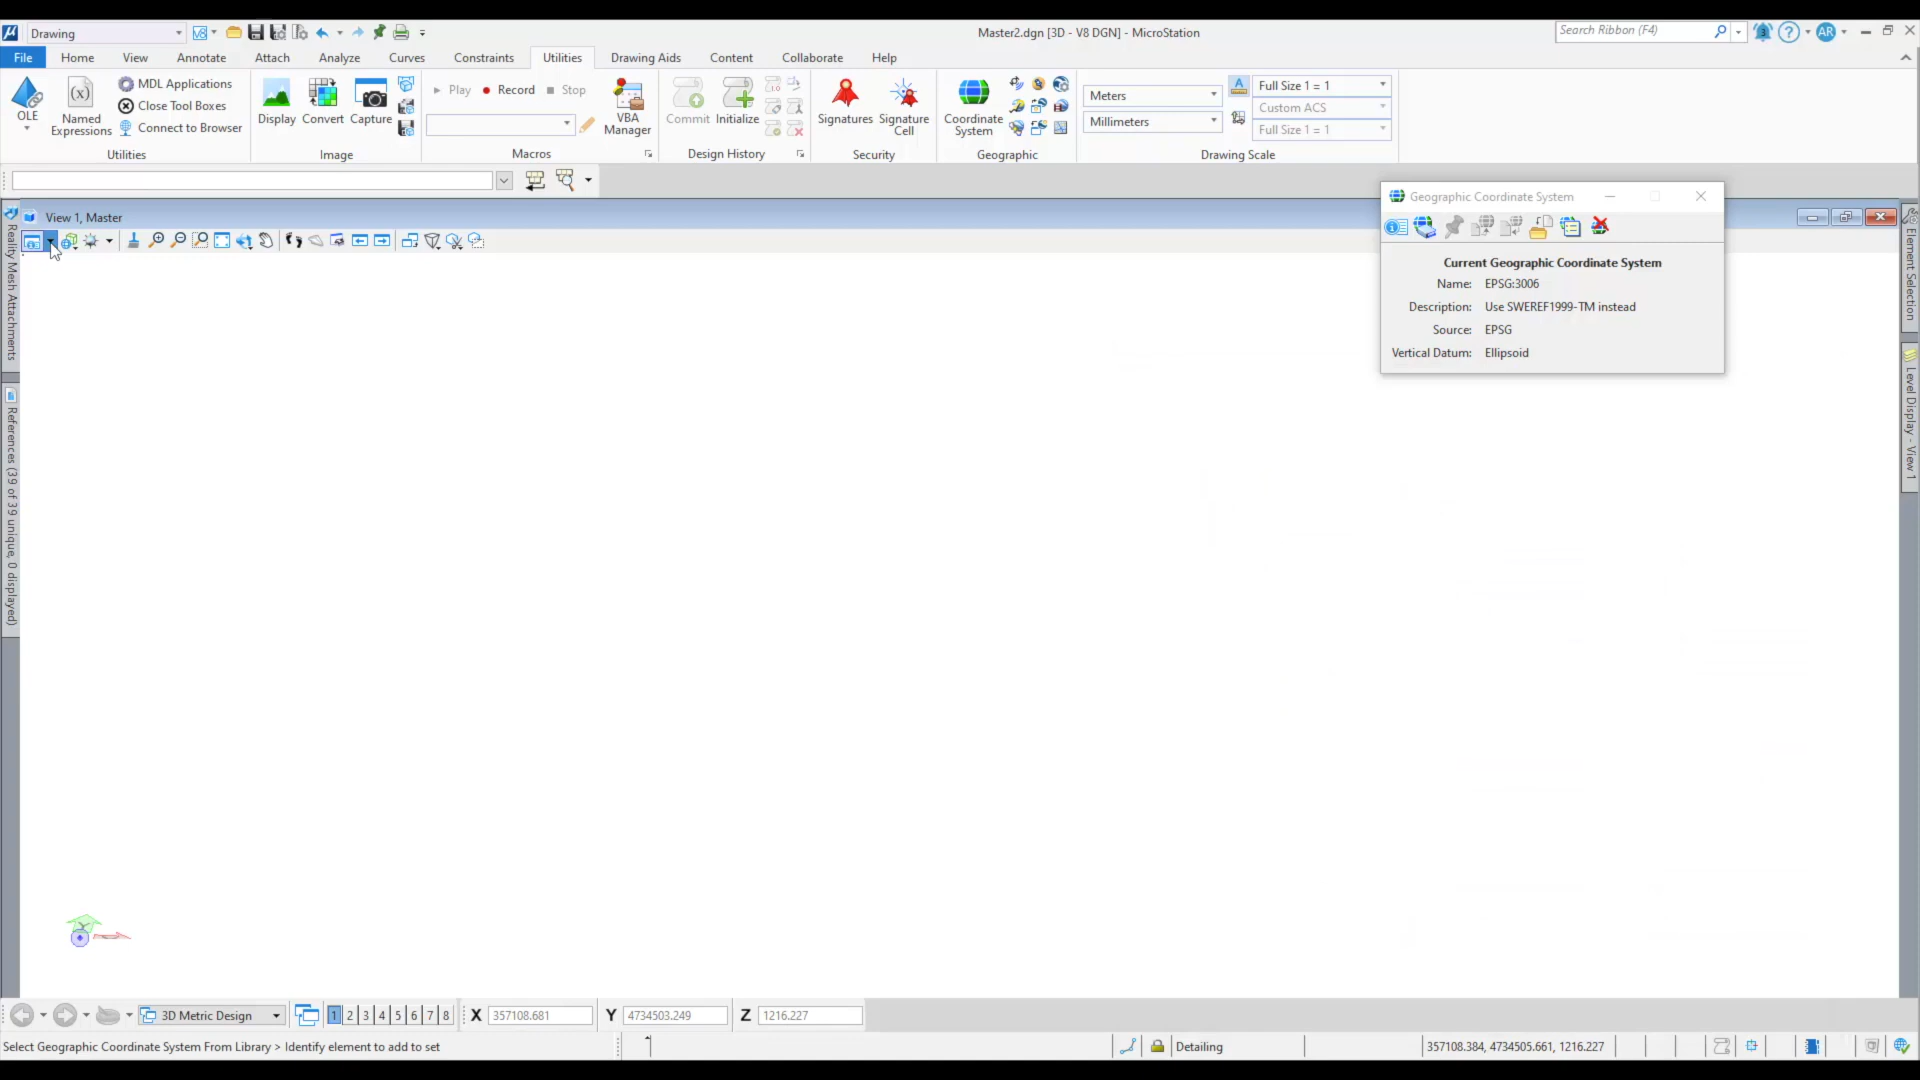 Drawing
Master2.dgn [3D - V8 DGN] - MicroStation
Search Ribbon (F4)
AR
File
Home
View
Annotate
Attach
Analyze
Curves
Constraints
Utilities
Drawing Aids
Content
Collaborate
Help
OLE
Named
Expressions
MDL Applications
Close Tool Boxes
Connect to Browser
Utilities
Display
Convert
Capture
Image
Play
Record
Stop
VBA
Manager
Macros
Commit
Initialize
Design History
Signatures
Signature
Cell
Security
Coordinate
System
Geographic
Meters
Millimeters
Full Size 1 = 1
Custom ACS
Full Size 1 = 1
Drawing Scale
View 1, Master
Geographic Coordinate System
Current Geographic Coordinate System
Name: EPSG:3006
Description: Use SWEREF1999-TM instead
Source: EPSG
Vertical Datum: Ellipsoid
Reality Mesh Attachments
References (39 of 39 unique, 0 displayed)
Element Selection
Level Display - View 1
3D Metric Design
1 2 3 4 5 6 7 8
X 357108.681
Y 4734503.249
Z 1216.227
Select Geographic Coordinate System From Library > Identify element to add to set
Detailing
357108.384, 4734505.661, 1216.227